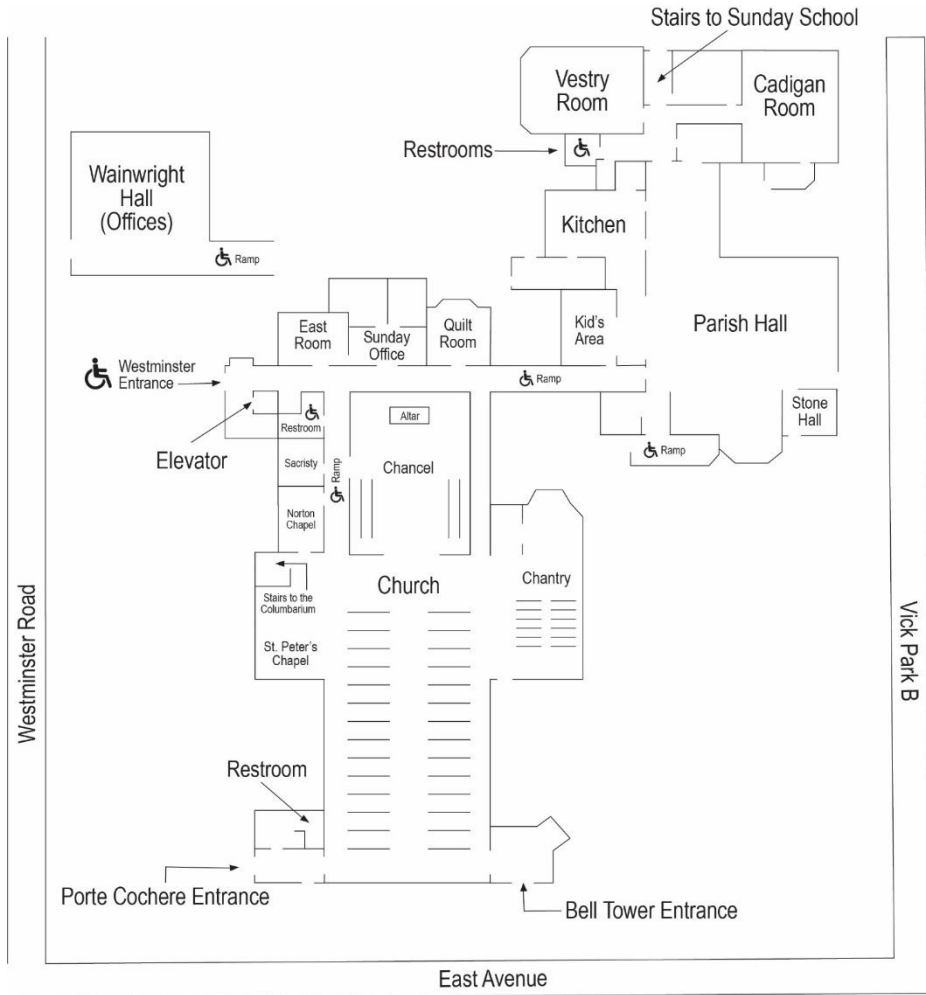 Stairs to Sunday School
Vestry
Room
Cadigan
Room
Restrooms
Wainwright
Hall
(Offices)
Ramp
Kitchen
East
Room
Sunday
Office
Quilt
Room
Kid's
Area
Parish Hall
Westminster
Entrance
Ramp
Altar
Stone
Hall
Restroom
Elevator
Sacristy
Ramp
Chancel
Ramp
Norton
Chapel
Church
Chantry
Stairs to the
Columbarium
St. Peter's
Chapel
Westminster Road
Vick Park B
Restroom
Porte Cochere Entrance
Bell Tower Entrance
East Avenue